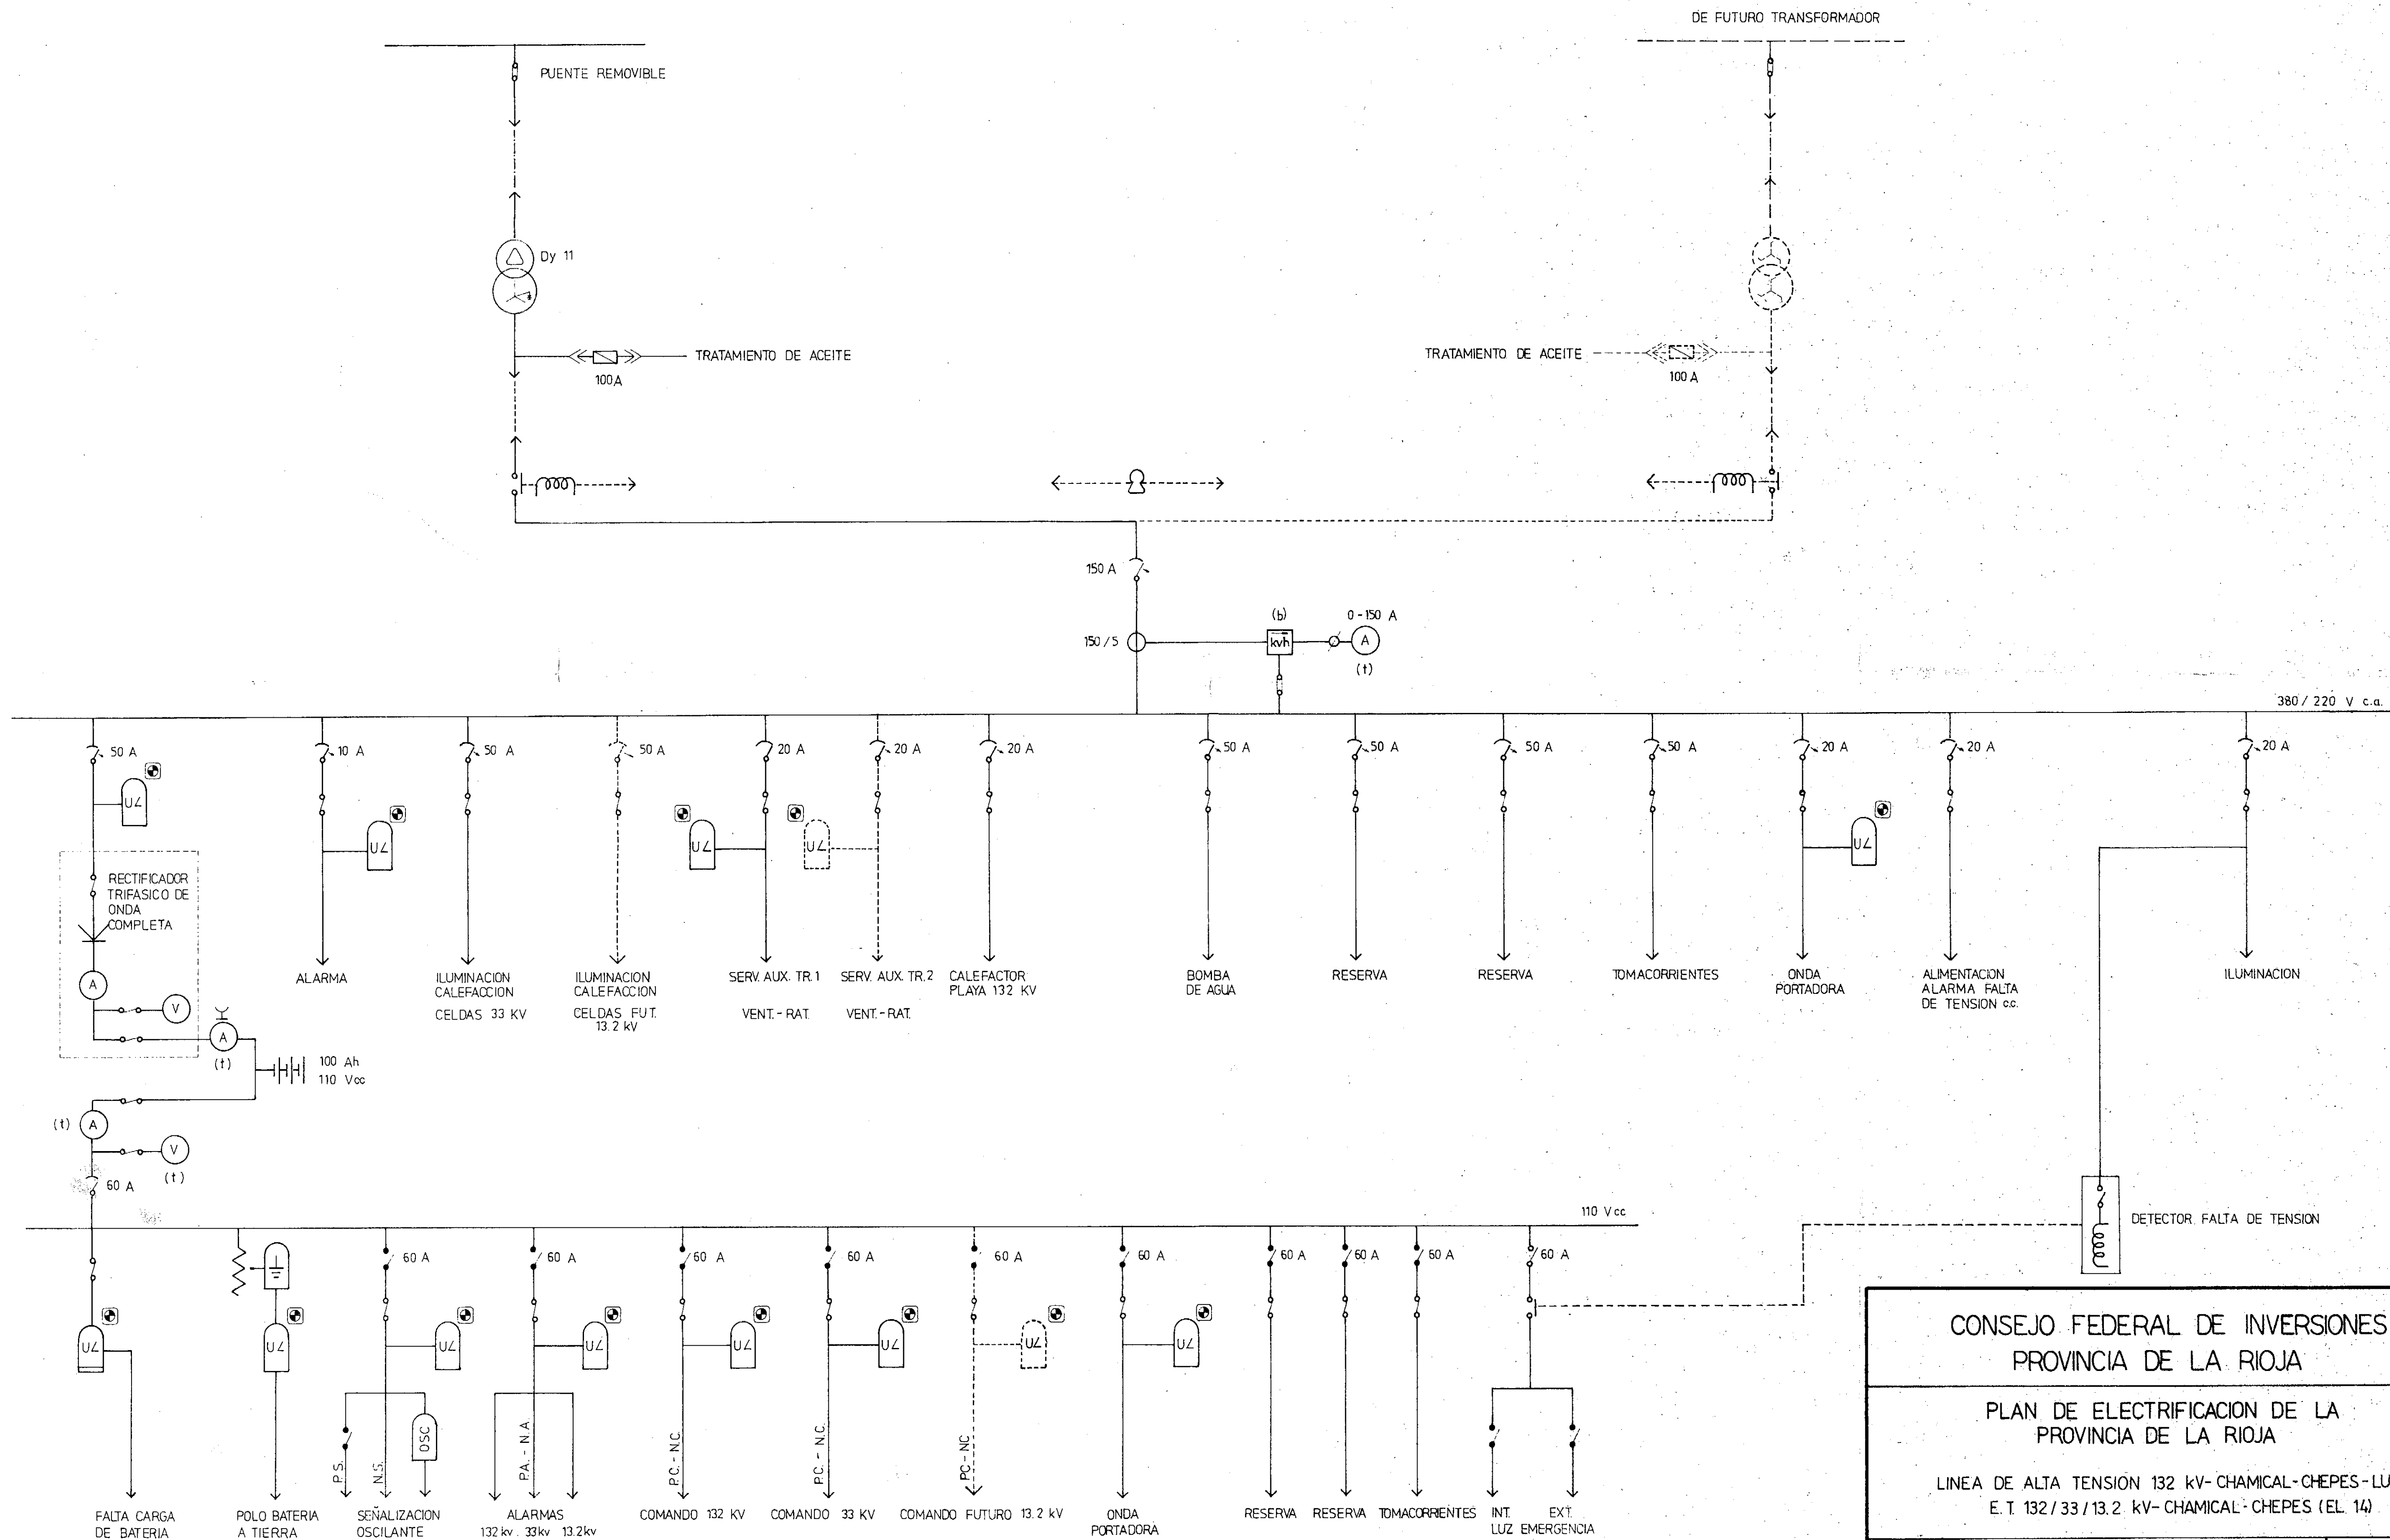 DE FUTURO TRANSFORMADOR
PUENTE REMOVIBLE
Dy 11
TRATAMIENTO DE ACEITE
100 A
TRATAMIENTO DE ACEITE
100 A
150 A
150/5
(b)
kvh
0-150 A
A
(t)
380 / 220 V c.a.
50 A
10 A
50 A
50 A
20 A
20 A
20 A
50 A
50 A
50 A
50 A
20 A
20 A
20 A
U∠
U∠
U∠
U∠
U∠
RECTIFICADOR
TRIFASICO DE
ONDA
COMPLETA
A
V
A
(t)
100 Ah
110 Vcc
(t)
A
V
(t)
60 A
ALARMA
ILUMINACION
CALEFACCION
CELDAS 33 KV
ILUMINACION
CALEFACCION
CELDAS FUT.
13.2 kV
SERV. AUX. TR.1
VENT.-RAT.
SERV. AUX. TR.2
VENT.-RAT.
CALEFACTOR
PLAYA 132 KV
BOMBA
DE AGUA
RESERVA
RESERVA
TOMACORRIENTES
ONDA
PORTADORA
ALIMENTACION
ALARMA FALTA
DE TENSION c.c.
ILUMINACION
110 Vcc
DETECTOR FALTA DE TENSION
60 A
60 A
60 A
60 A
60 A
60 A
60 A
60 A
60 A
60 A
U∠
U∠
U∠
U∠
U∠
U∠
U∠
U∠
OSC
P.S.
N.S.
P.A. - N.A.
P.C. - N.C.
P.C. - N.C.
PC - NC
FALTA CARGA
DE BATERIA
POLO BATERIA
A TIERRA
SEÑALIZACION
OSCILANTE
ALARMAS
132 kv . 33kv 13.2kv
COMANDO 132 KV
COMANDO 33 KV
COMANDO FUTURO 13.2 kV
ONDA
PORTADORA
RESERVA
RESERVA
TOMACORRIENTES
INT. EXT.
LUZ EMERGENCIA
CONSEJO FEDERAL DE INVERSIONES
PROVINCIA DE LA RIOJA
PLAN DE ELECTRIFICACION DE LA
PROVINCIA DE LA RIOJA
LINEA DE ALTA TENSION 132 kV- CHAMICAL-CHEPES-LU
E. T. 132 / 33 / 13.2 kV- CHAMICAL - CHEPES (EL. 14)